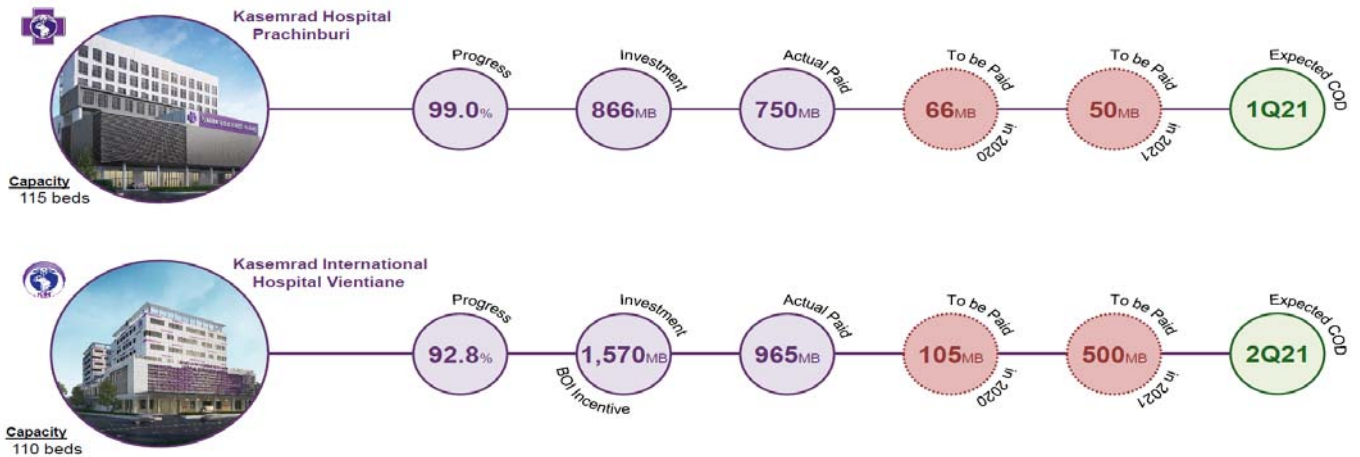 Kasemrad Hospital
Prachinburi
Capacity
115 beds
Progress
99.0%
Investment
866MB
Actual Paid
750MB
To be Paid
66MB
in 2020
To be Paid
50MB
in 2021
Expected COD
1Q21
Kasemrad International
Hospital Vientiane
Capacity
110 beds
Progress
92.8%
Investment
1,570MB
BOI Incentive
Actual Paid
965MB
To be Paid
105MB
in 2020
To be Paid
500MB
in 2021
Expected COD
2Q21